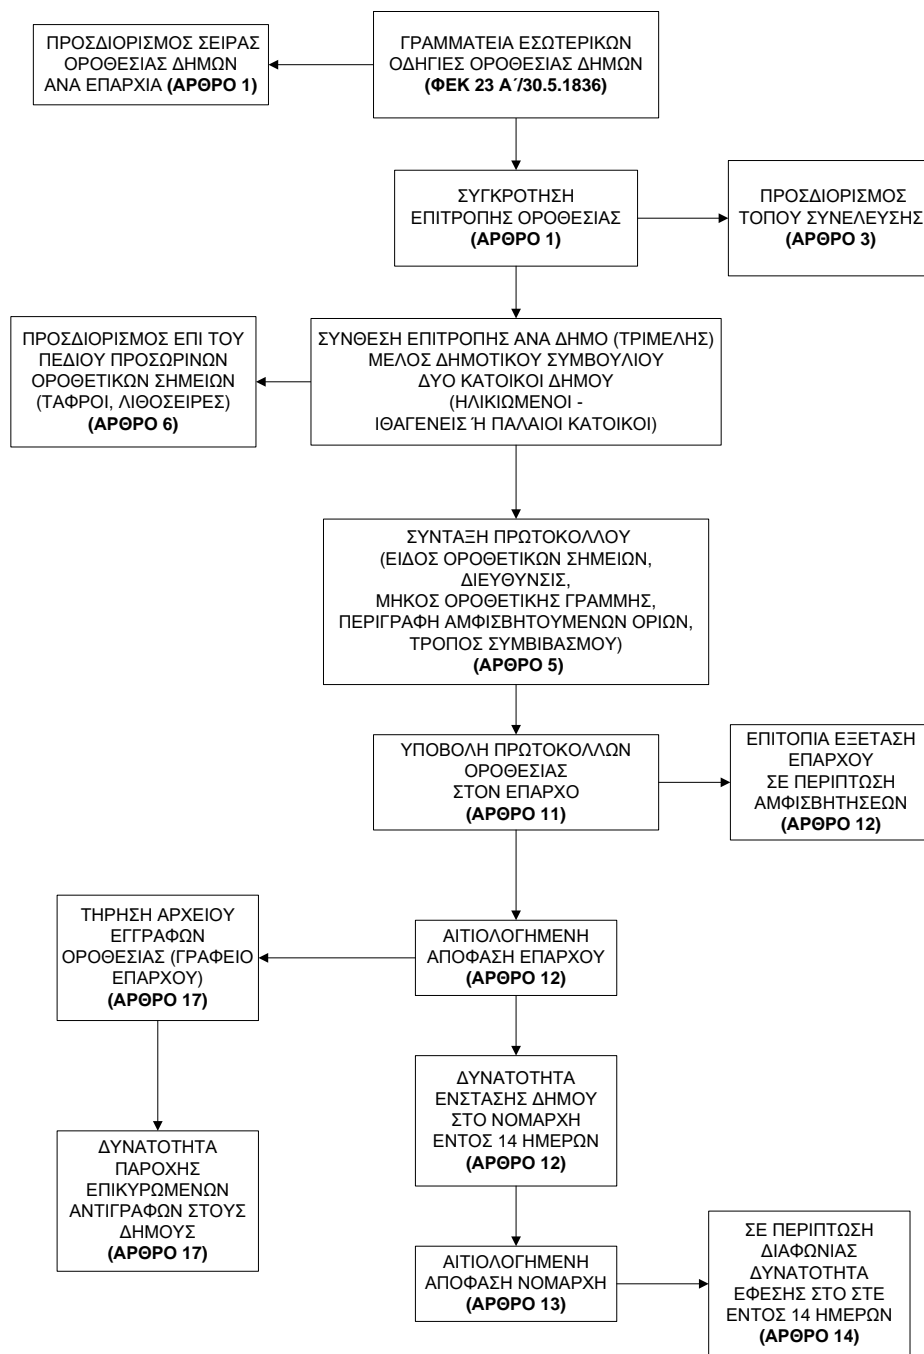 ΠΡΟΣΔΙΟΡΙΣΜΟΣ ΣΕΙΡΑΣ
ΟΡΟΘΕΣΙΑΣ ΔΗΜΩΝ
ΑΝΑ ΕΠΑΡΧΙΑ (ΑΡΘΡΟ 1)
ΓΡΑΜΜΑΤΕΙΑ ΕΣΩΤΕΡΙΚΩΝ
ΟΔΗΓΙΕΣ ΟΡΟΘΕΣΙΑΣ ΔΗΜΩΝ
(ΦΕΚ 23 Α΄/30.5.1836)
ΣΥΓΚΡΟΤΗΣΗ
ΕΠΙΤΡΟΠΗΣ ΟΡΟΘΕΣΙΑΣ
(ΑΡΘΡΟ 1)
ΠΡΟΣΔΙΟΡΙΣΜΟΣ
ΤΟΠΟΥ ΣΥΝΕΛΕΥΣΗΣ
(ΑΡΘΡΟ 3)
ΠΡΟΣΔΙΟΡΙΣΜΟΣ ΕΠΙ ΤΟΥ
ΠΕΔΙΟΥ ΠΡΟΣΩΡΙΝΩΝ
ΟΡΟΘΕΤΙΚΩΝ ΣΗΜΕΙΩΝ
(ΤΑΦΡΟΙ, ΛΙΘΟΣΕΙΡΕΣ)
(ΑΡΘΡΟ 6)
ΣΥΝΘΕΣΗ ΕΠΙΤΡΟΠΗΣ ΑΝΑ ΔΗΜΟ (ΤΡΙΜΕΛΗΣ)
ΜΕΛΟΣ ΔΗΜΟΤΙΚΟΥ ΣΥΜΒΟΥΛΙΟΥ
ΔΥΟ ΚΑΤΟΙΚΟΙ ΔΗΜΟΥ
(ΗΛΙΚΙΩΜΕΝΟΙ -
ΙΘΑΓΕΝΕΙΣ Ή ΠΑΛΑΙΟΙ ΚΑΤΟΙΚΟΙ)
ΣΥΝΤΑΞΗ ΠΡΩΤΟΚΟΛΛΟΥ
(ΕΙΔΟΣ ΟΡΟΘΕΤΙΚΩΝ ΣΗΜΕΙΩΝ,
ΔΙΕΥΘΥΝΣΙΣ,
ΜΗΚΟΣ ΟΡΟΘΕΤΙΚΗΣ ΓΡΑΜΜΗΣ,
ΠΕΡΙΓΡΑΦΗ ΑΜΦΙΣΒΗΤΟΥΜΕΝΩΝ ΟΡΙΩΝ,
ΤΡΟΠΟΣ ΣΥΜΒΙΒΑΣΜΟΥ)
(ΑΡΘΡΟ 5)
ΥΠΟΒΟΛΗ ΠΡΩΤΟΚΟΛΛΩΝ
ΟΡΟΘΕΣΙΑΣ
ΣΤΟΝ ΕΠΑΡΧΟ
(ΑΡΘΡΟ 11)
ΕΠΙΤΟΠΙΑ ΕΞΕΤΑΣΗ
ΕΠΑΡΧΟΥ
ΣΕ ΠΕΡΙΠΤΩΣΗ
ΑΜΦΙΣΒΗΤΗΣΕΩΝ
(ΑΡΘΡΟ 12)
ΤΗΡΗΣΗ ΑΡΧΕΙΟΥ
ΕΓΓΡΑΦΩΝ
ΟΡΟΘΕΣΙΑΣ (ΓΡΑΦΕΙΟ
ΕΠΑΡΧΟΥ)
(ΑΡΘΡΟ 17)
ΑΙΤΙΟΛΟΓΗΜΕΝΗ
ΑΠΟΦΑΣΗ ΕΠΑΡΧΟΥ
(ΑΡΘΡΟ 12)
ΔΥΝΑΤΟΤΗΤΑ
ΕΝΣΤΑΣΗΣ ΔΗΜΟΥ
ΣΤΟ ΝΟΜΑΡΧΗ
ΕΝΤΟΣ 14 ΗΜΕΡΩΝ
(ΑΡΘΡΟ 12)
ΔΥΝΑΤΟΤΗΤΑ
ΠΑΡΟΧΗΣ
ΕΠΙΚΥΡΩΜΕΝΩΝ
ΑΝΤΙΓΡΑΦΩΝ ΣΤΟΥΣ
ΔΗΜΟΥΣ
(ΑΡΘΡΟ 17)
ΑΙΤΙΟΛΟΓΗΜΕΝΗ
ΑΠΟΦΑΣΗ ΝΟΜΑΡΧΗ
(ΑΡΘΡΟ 13)
ΣΕ ΠΕΡΙΠΤΩΣΗ
ΔΙΑΦΩΝΙΑΣ
ΔΥΝΑΤΟΤΗΤΑ
ΕΦΕΣΗΣ ΣΤΟ ΣΤΕ
ΕΝΤΟΣ 14 ΗΜΕΡΩΝ
(ΑΡΘΡΟ 14)